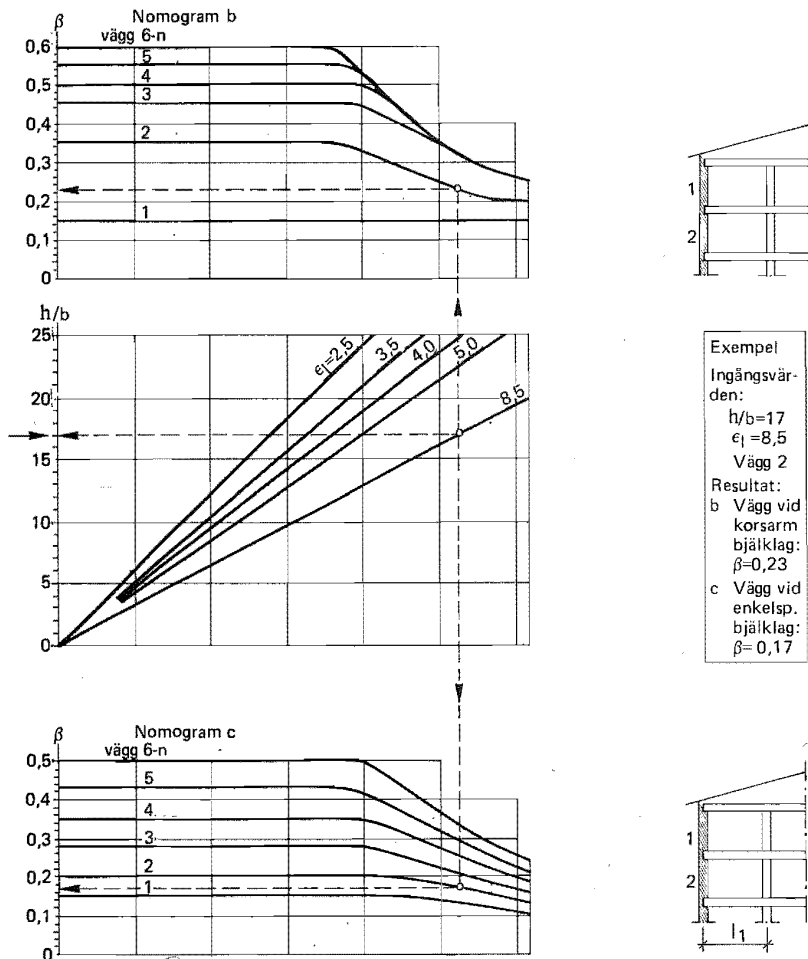 β
Nomogram b
vägg 6-n
0,6
5
0,5
4
3
0,4
2
0,3
0,2
1
0,1
0
1
2
h/b
25
20
15
10
5
0
ϵl=2,5
3,5
4,0
5,0
8,5
Exempel
Ingångsvär-
den:
h/b=17
ϵl=8,5
Vägg 2
Resultat:
b Vägg vid
korsarm
bjälklag:
β=0,23
c Vägg vid
enkelsp.
bjälklag:
β= 0,17
β
Nomogram c
vägg 6-n
0,5
5
0,4
4
0,3
3
2
0,2
1
0,1
0
1
2
l1